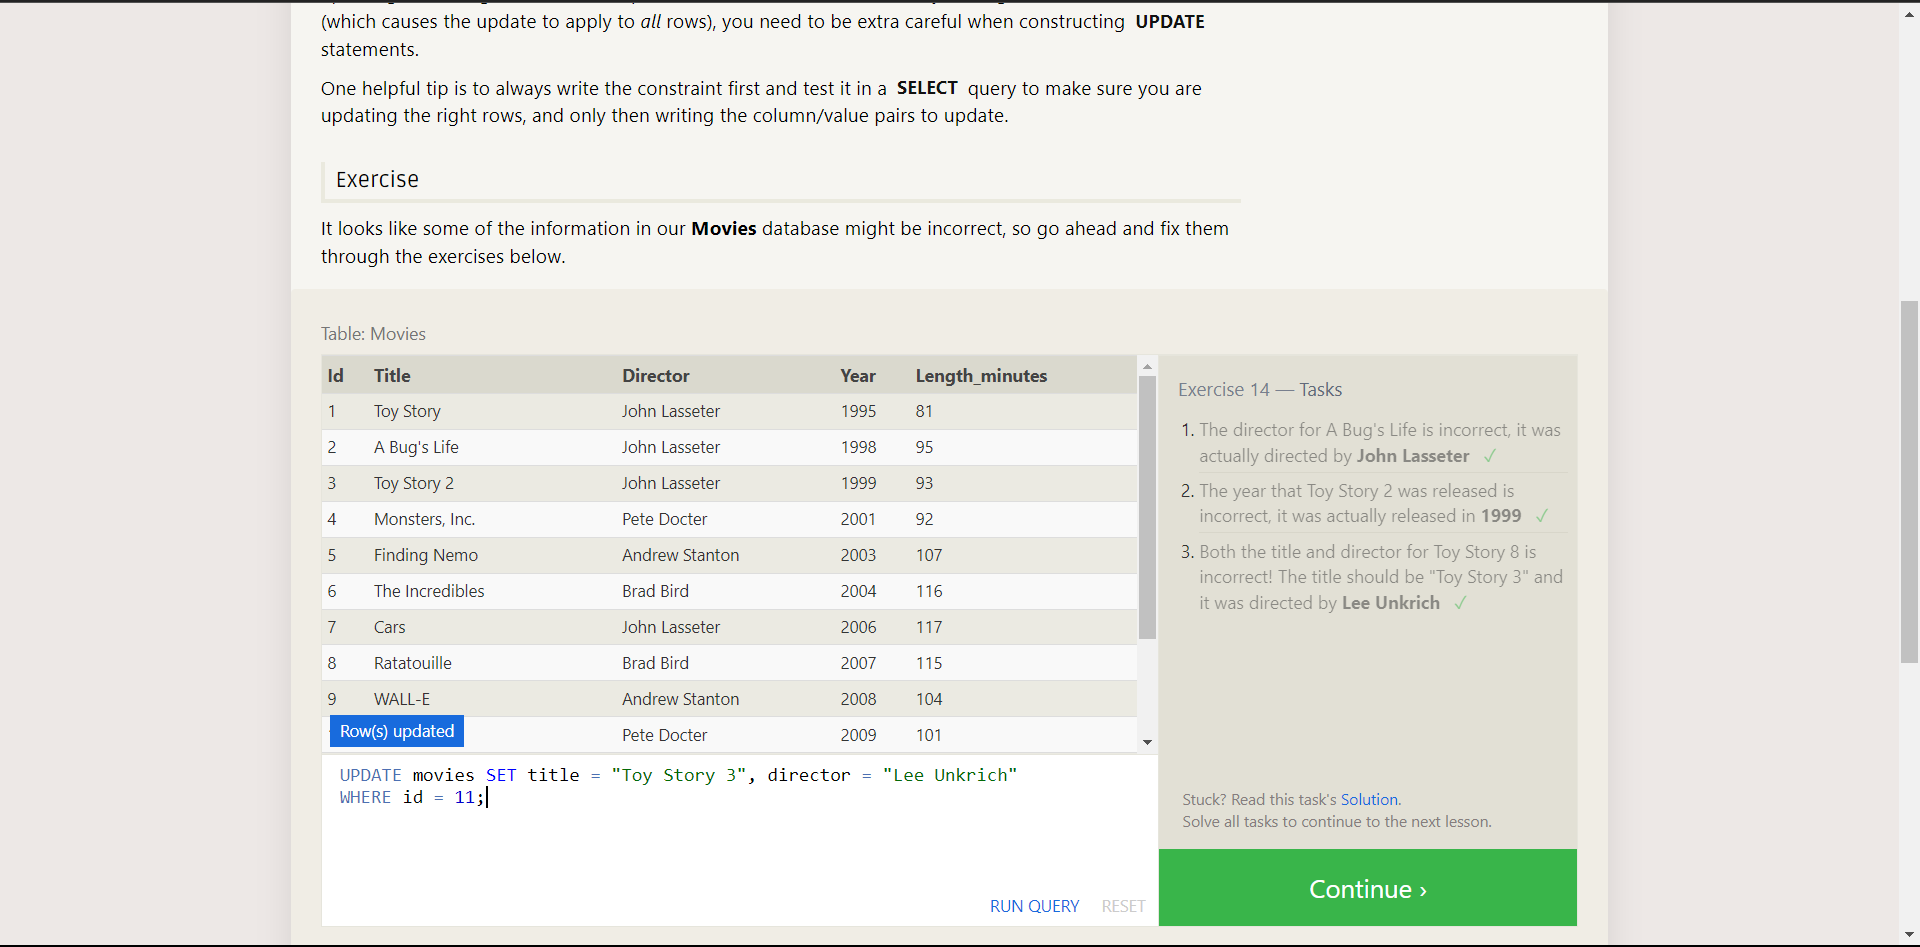 (which causes the update to apply to all rows), you need to be extra careful when constructing UPDATE
statements.
One helpful tip is to always write the constraint first and test it in a SELECT query to make sure you are
updating the right rows, and only then writing the column/value pairs to update.
Exercise
It looks like some of the information in our Movies database might be incorrect, so go ahead and fix them
through the exercises below.
Table: Movies
Id Title Director Year Length_minutes
1 Toy Story John Lasseter 1995 81
2 A Bug's Life John Lasseter 1998 95
3 Toy Story 2 John Lasseter 1999 93
4 Monsters, Inc. Pete Docter 2001 92
5 Finding Nemo Andrew Stanton 2003 107
6 The Incredibles Brad Bird 2004 116
7 Cars John Lasseter 2006 117
8 Ratatouille Brad Bird 2007 115
9 WALL-E Andrew Stanton 2008 104
Row(s) updated
Pete Docter 2009 101
UPDATE movies SET title = "Toy Story 3", director = "Lee Unkrich"
WHERE id = 11;
RUN QUERY RESET
Exercise 14 — Tasks
1. The director for A Bug's Life is incorrect, it was
actually directed by John Lasseter ✓
2. The year that Toy Story 2 was released is
incorrect, it was actually released in 1999 ✓
3. Both the title and director for Toy Story 8 is
incorrect! The title should be "Toy Story 3" and
it was directed by Lee Unkrich ✓
Stuck? Read this task's Solution.
Solve all tasks to continue to the next lesson.
Continue ›